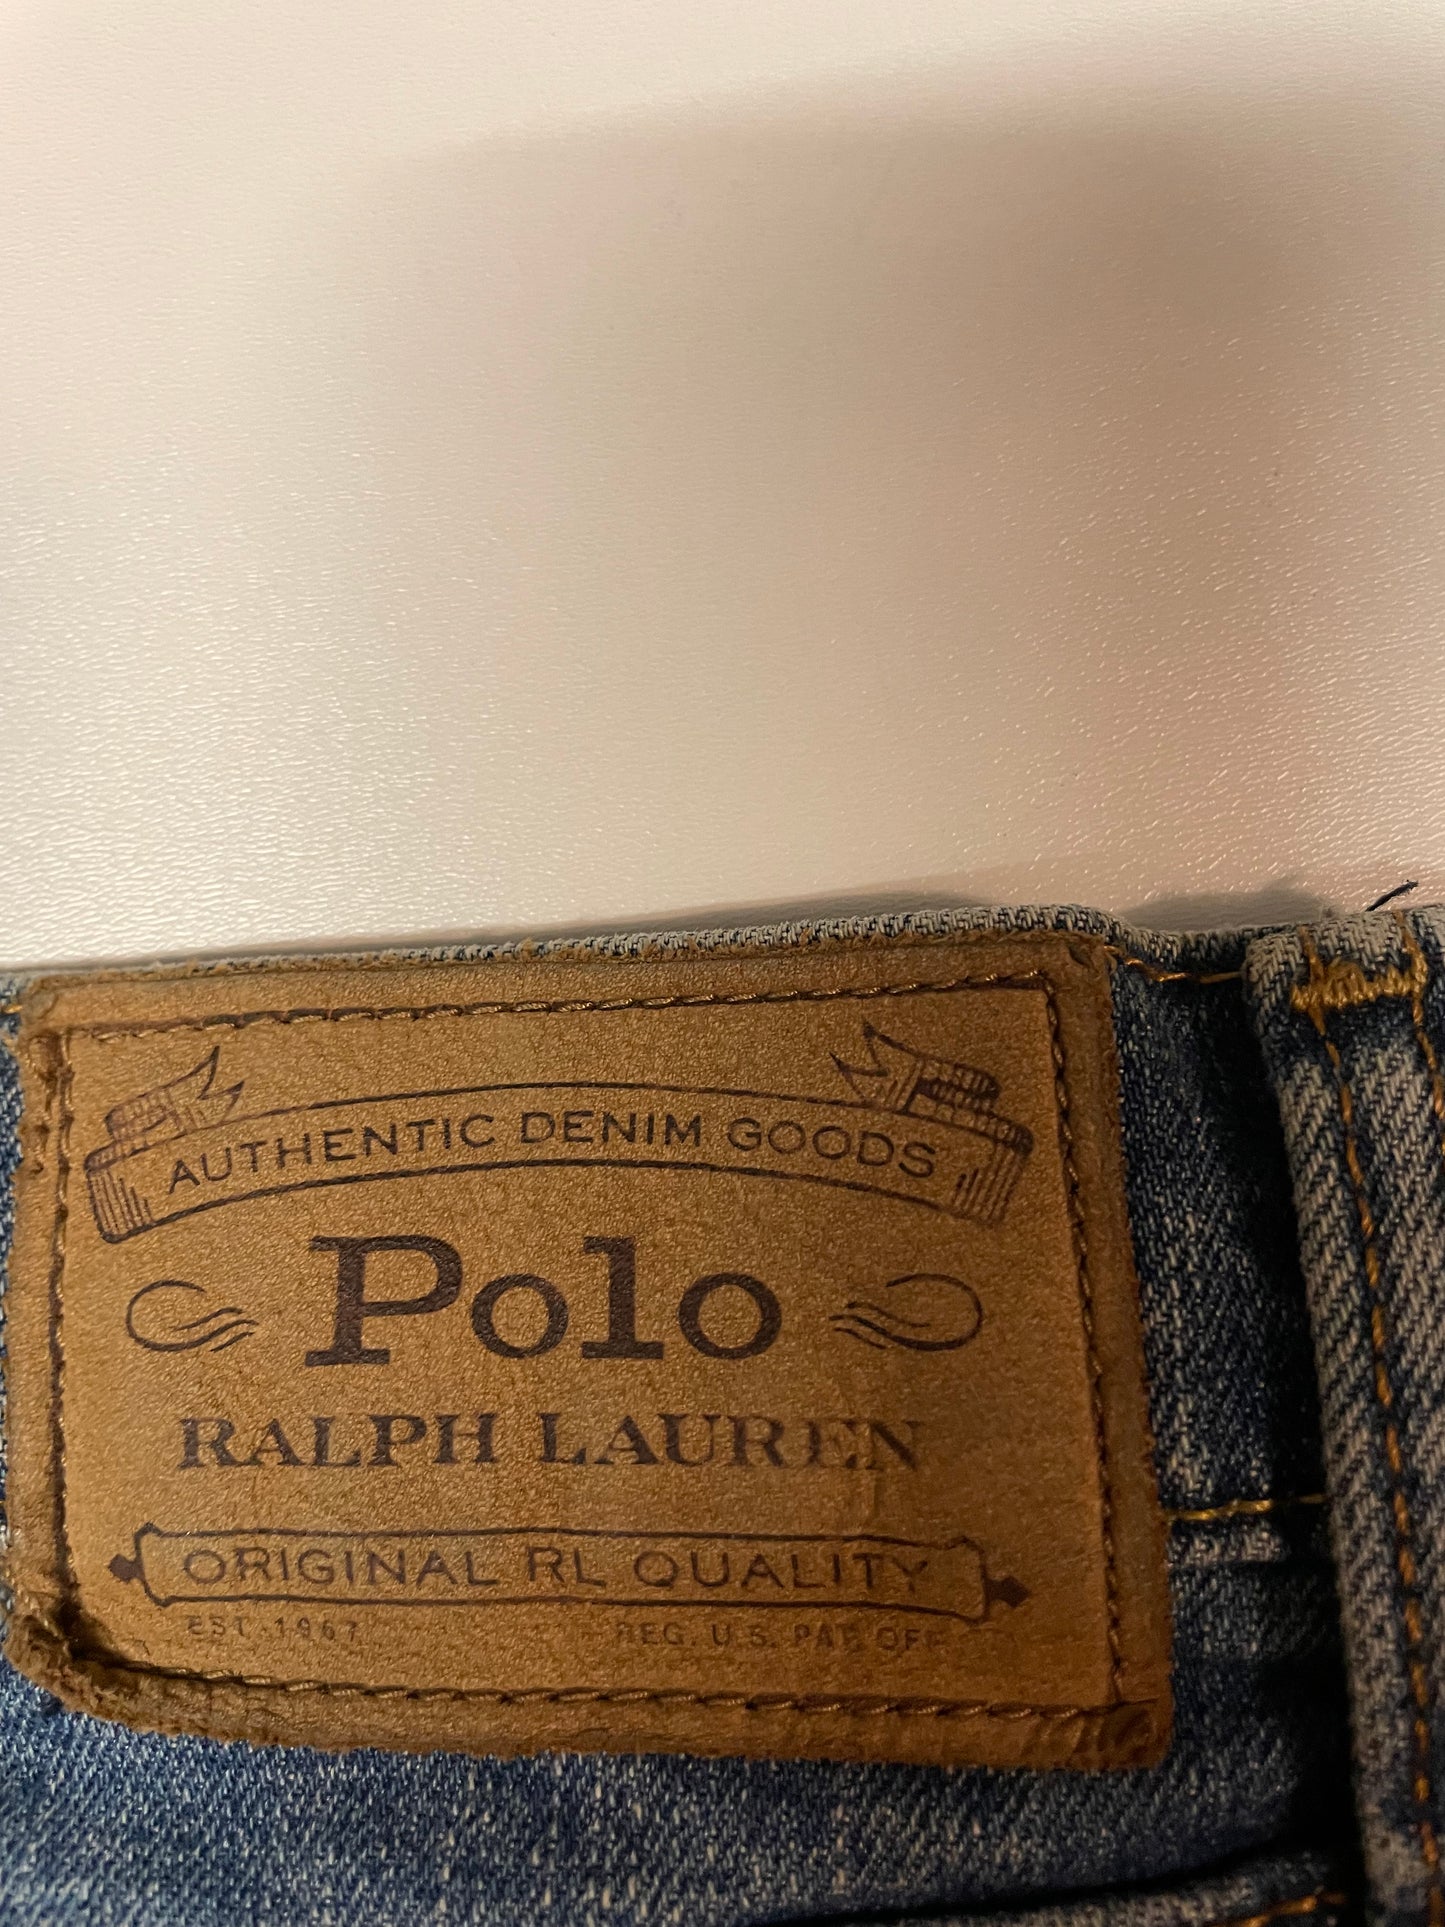 AUTHENTIC DENIM GOODS
Polo
RALPH LAUREN
ORIGINAL RL QUALITY
EST. 1967 REG. U.S. PAT. OFF.